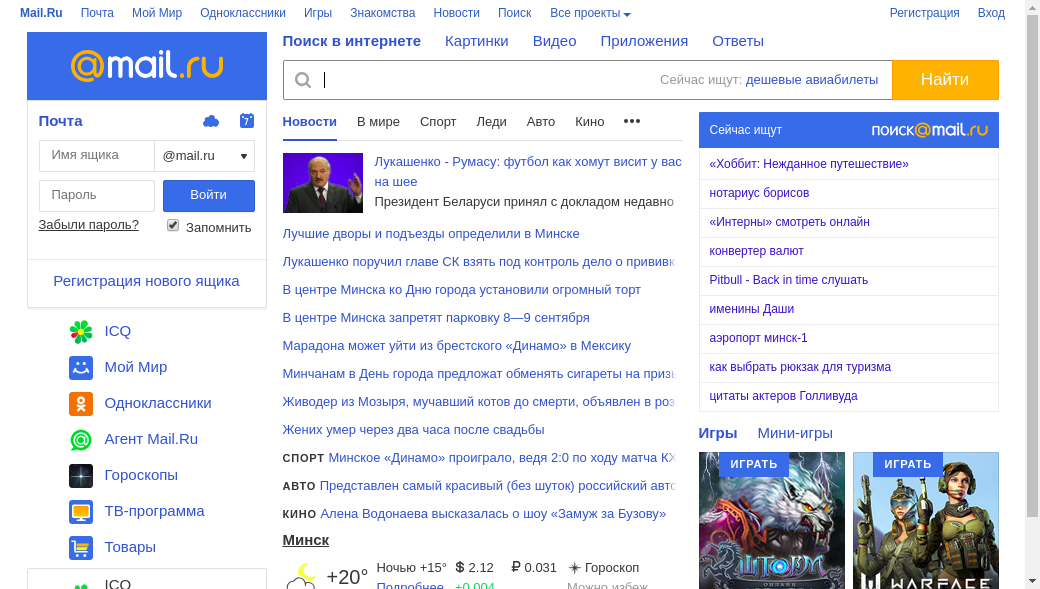 Mail.Ru Почта Мой Мир Одноклассники Игры Знакомства Новости Поиск Все проекты Регистрация Вход
@mail.ru
Почта
7
Имя ящика @mail.ru
Пароль Войти
Забыли пароль? Запомнить
Регистрация нового ящика
ICQ
Мой Мир
Одноклассники
Агент Mail.Ru
Гороскопы
ТВ-программа
Товары
ICQ
Поиск в интернете Картинки Видео Приложения Ответы
Сейчас ищут: дешевые авиабилеты Найти
Новости В мире Спорт Леди Авто Кино •••
Лукашенко - Румасу: футбол как хомут висит у вас
на шее
Президент Беларуси принял с докладом недавно
Лучшие дворы и подъезды определили в Минске
Лукашенко поручил главе СК взять под контроль дело о привив
В центре Минска ко Дню города установили огромный торт
В центре Минска запретят парковку 8—9 сентября
Марадона может уйти из брестского «Динамо» в Мексику
Минчанам в День города предложат обменять сигареты на
Живодер из Мозыря, мучавший котов до смерти, объявлен в роз
Жених умер через два часа после свадьбы
СПОРТ Минское «Динамо» проиграло, ведя 2:0 по ходу матча
АВТО Представлен самый красивый (без шуток) российский авто
КИНО Алена Водонаева высказалась о шоу «Замуж за Бузову»
Минск
+20° Ночью +15° $ 2.12 ₽ 0.031 Гороскоп
Подробнее +0.004 Можно избеж
Сейчас ищут поиск@mail.ru
«Хоббит: Нежданное путешествие»
нотариус борисов
«Интерны» смотреть онлайн
конвертер валют
Pitbull - Back in time слушать
именины Даши
аэропорт минск-1
как выбрать рюкзак для туризма
цитаты актеров Голливуда
Игры Мини-игры
ИГРАТЬ ИГРАТЬ
ШТОРМ
WARFACE